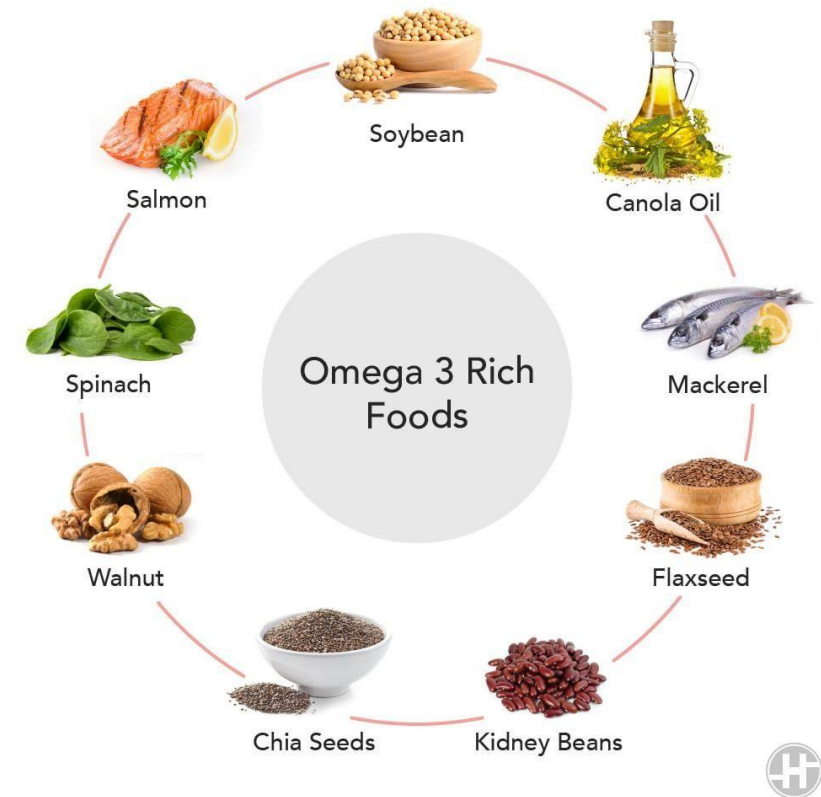 Soybean
Canola Oil
Mackerel
Flaxseed
Kidney Beans
Chia Seeds
Walnut
Spinach
Salmon
Omega 3 Rich
Foods
H